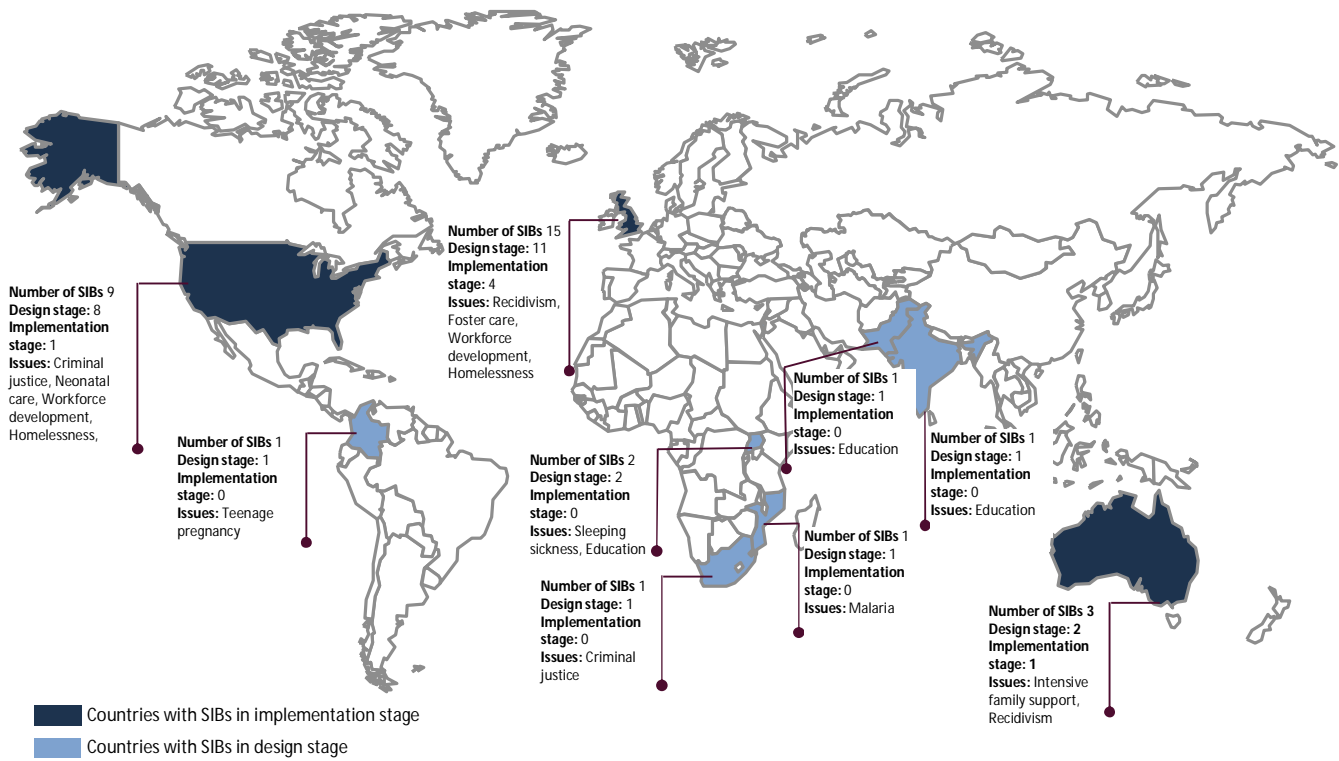 Number of SIBs 9
Design stage: 8
Implementation
stage: 1
Issues: Criminal
justice, Neonatal
care, Workforce
development,
Homelessness,
Number of SIBs 1
Design stage: 1
Implementation
stage: 0
Issues: Teenage
pregnancy
Number of SIBs 15
Design stage: 11
Implementation
stage: 4
Issues: Recidivism,
Foster care,
Workforce
development,
Homelessness
Number of SIBs 2
Design stage: 2
Implementation
stage: 0
Issues: Sleeping
sickness, Education
Number of SIBs 1
Design stage: 1
Implementation
stage: 0
Issues: Criminal
justice
Number of SIBs 1
Design stage: 1
Implementation
stage: 0
Issues: Education
Number of SIBs 1
Design stage: 1
Implementation
stage: 0
Issues: Malaria
Number of SIBs 1
Design stage: 1
Implementation
stage: 0
Issues: Education
Number of SIBs 3
Design stage: 2
Implementation
stage: 1
Issues: Intensive
family support,
Recidivism
Countries with SIBs in implementation stage
Countries with SIBs in design stage